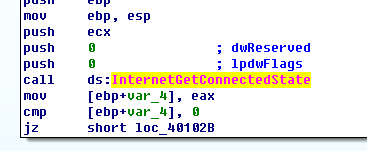 push ebp
mov ebp, esp
push ecx
push 0 ; dwReserved
push 0 ; lpdwFlags
call ds:InternetGetConnectedState
mov [ebp+var_4], eax
cmp [ebp+var_4], 0
jz short loc_40102B